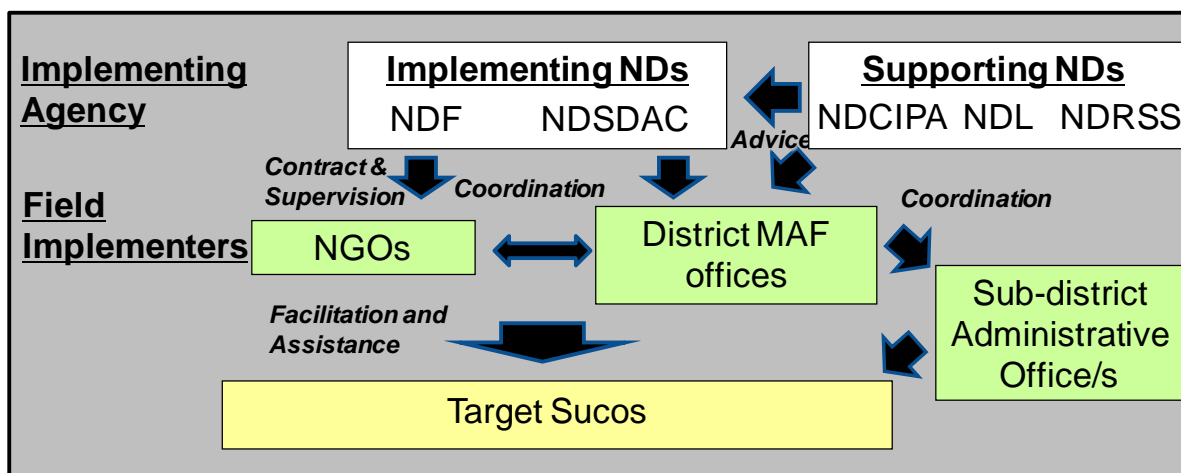 Implementing
Agency
Implementing NDs
NDF NDSDAC
Supporting NDs
NDCIPA NDL NDRSS
Advice
Contract &
Supervision
Coordination
Coordination
Field
Implementers
NGOs
District MAF
offices
Sub-district
Administrative
Office/s
Facilitation and
Assistance
Target Sucos